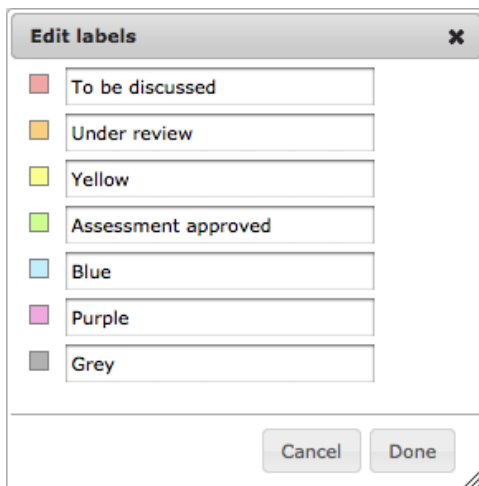 Edit labels
To be discussed
Under review
Yellow
Assessment approved
Blue
Purple
Grey
Cancel Done